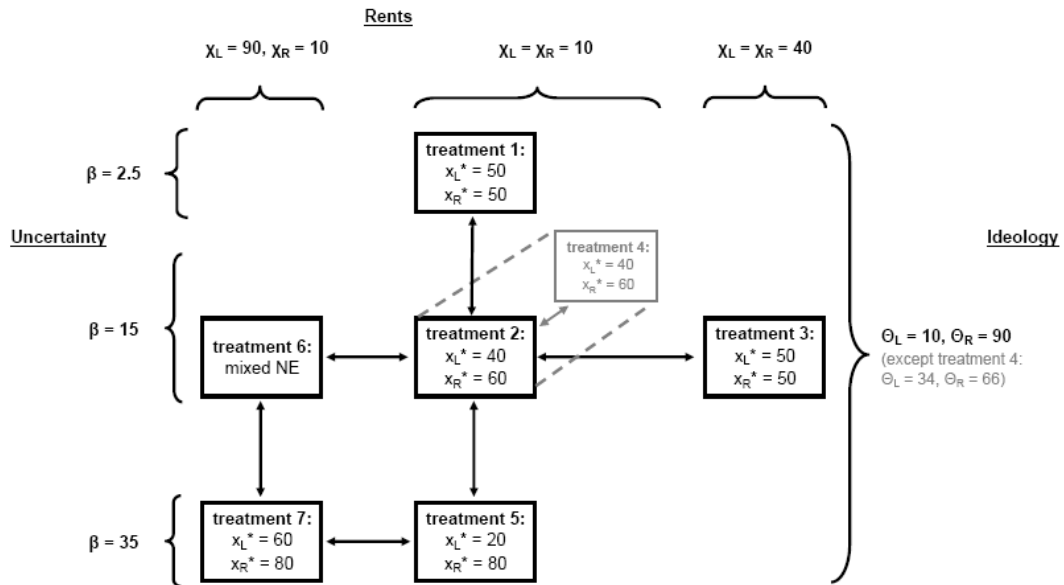 Rents
χL = 90, χR = 10
χL = χR = 10
χL = χR = 40
β = 2.5
treatment 1:
xL* = 50
xR* = 50
Uncertainty
Ideology
treatment 4:
xL* = 40
xR* = 60
β = 15
treatment 6:
mixed NE
treatment 2:
xL* = 40
xR* = 60
treatment 3:
xL* = 50
xR* = 50
ΘL = 10, ΘR = 90
(except treatment 4:
ΘL = 34, ΘR = 66)
β = 35
treatment 7:
xL* = 60
xR* = 80
treatment 5:
xL* = 20
xR* = 80